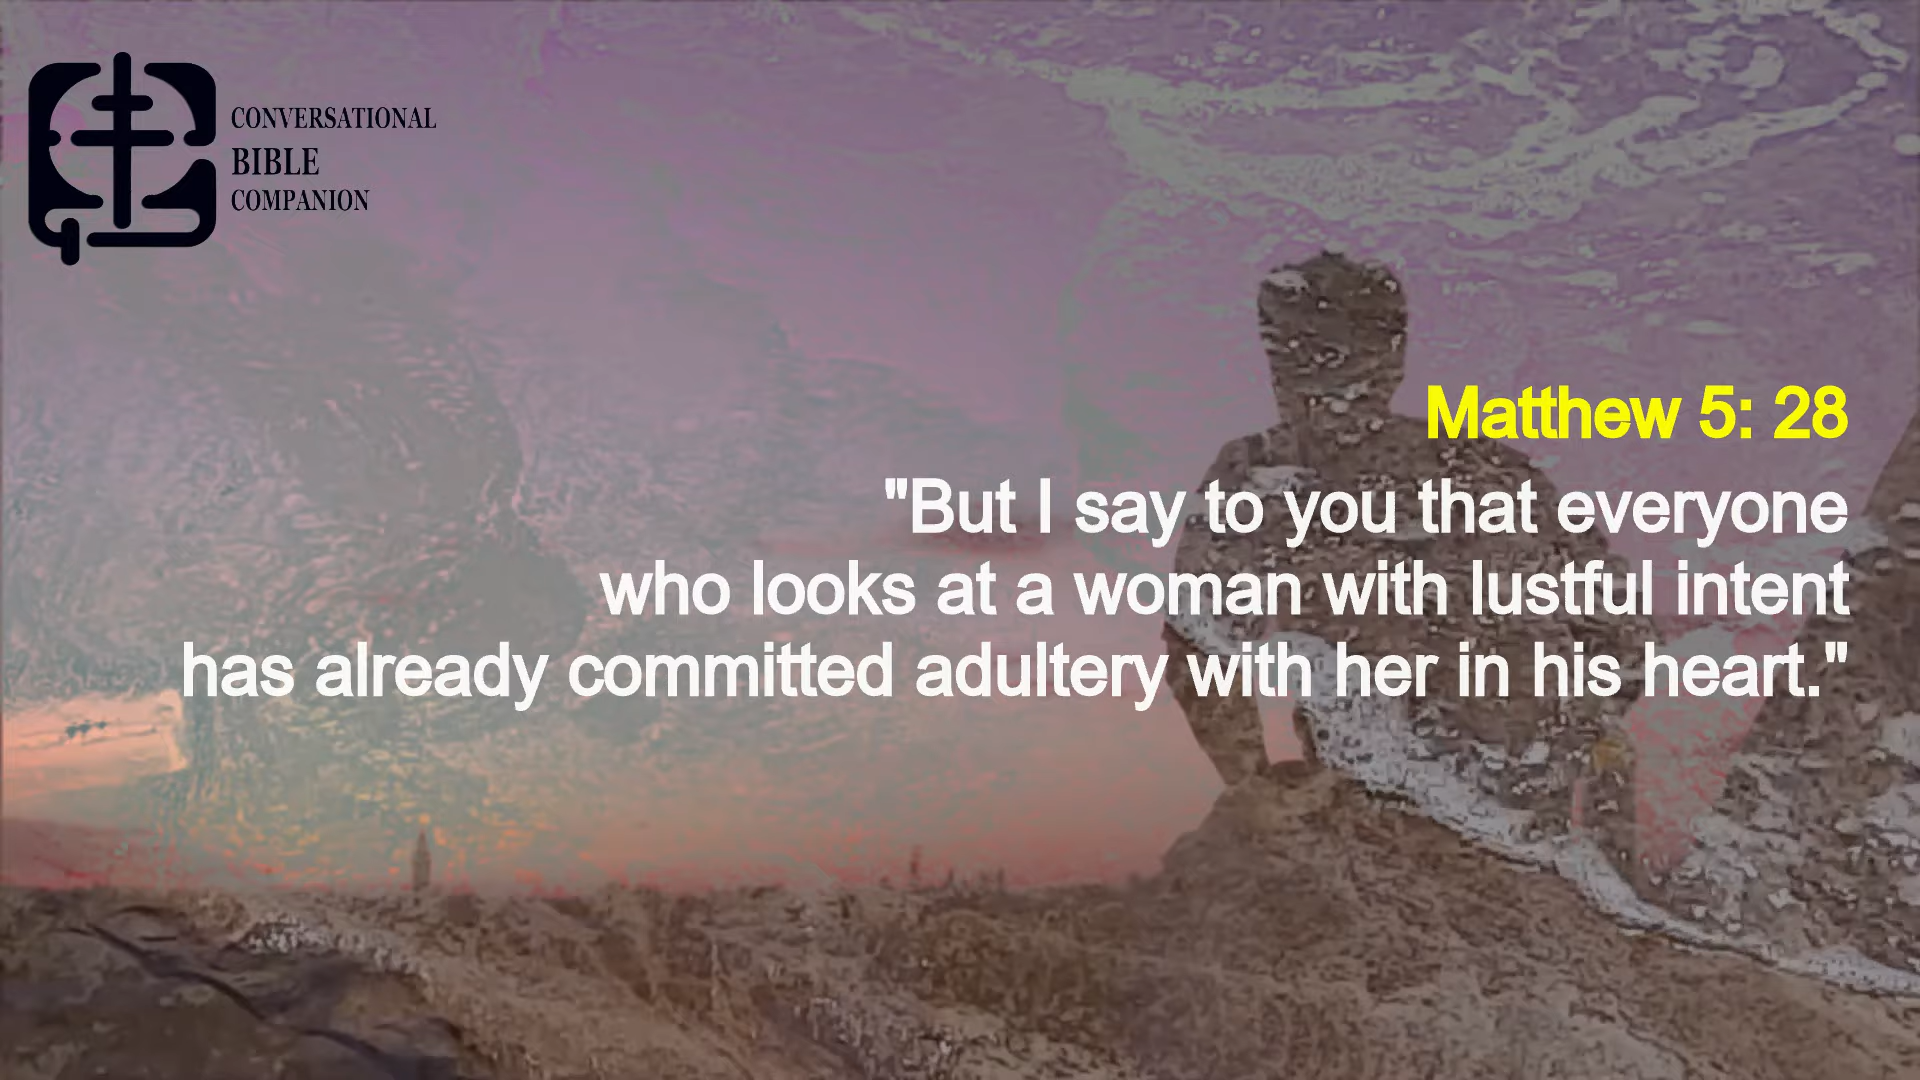 CONVERSATIONAL
BIBLE
COMPANION
Matthew 5: 28
"But I say to you that everyone
who looks at a woman with lustful intent
has already committed adultery with her in his heart."